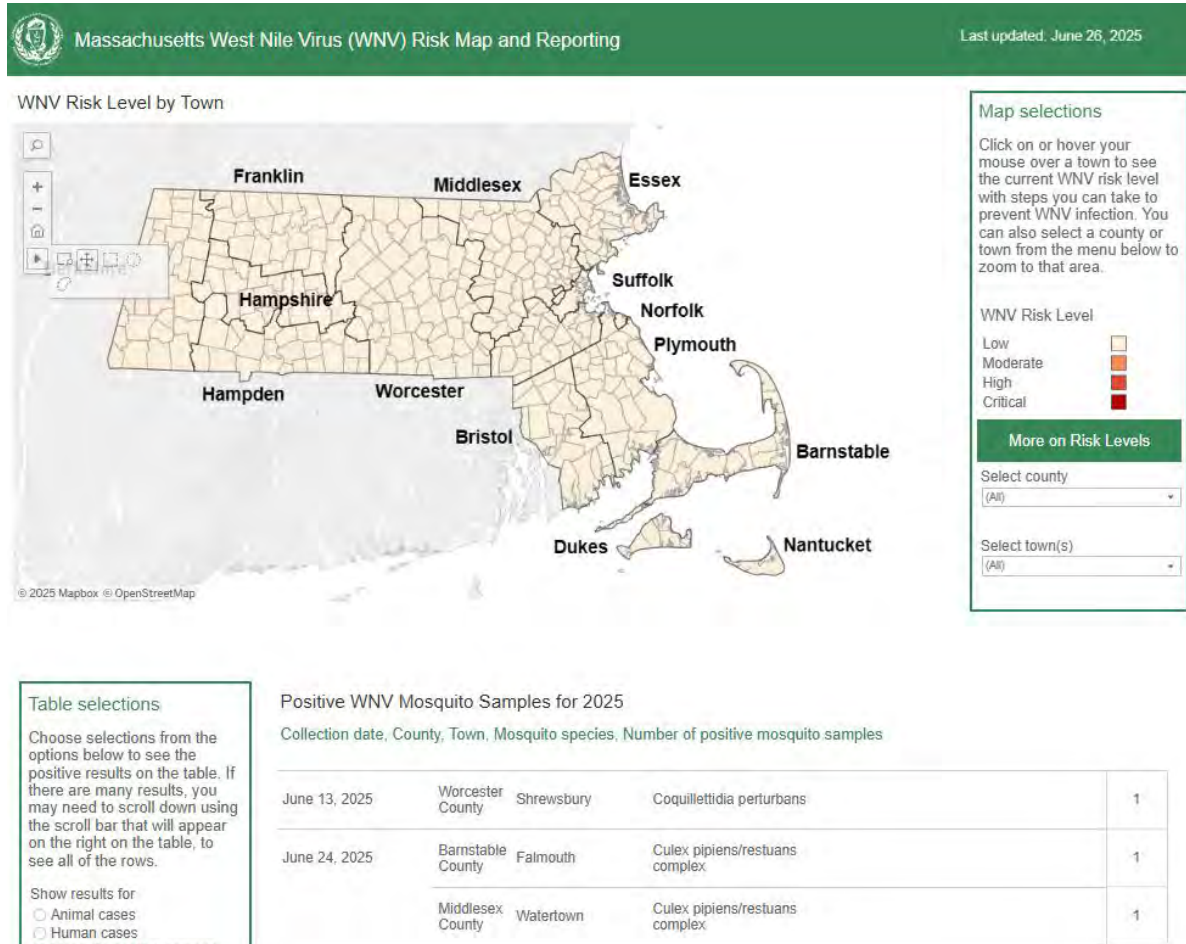 Massachusetts West Nile Virus (WNV) Risk Map and Reporting
Last updated: June 26, 2025
WNV Risk Level by Town
Franklin
Middlesex
Essex
Suffolk
Hampshire
Norfolk
Plymouth
Hampden
Worcester
Bristol
Barnstable
Dukes
Nantucket
© 2025 Mapbox © OpenStreetMap
Map selections
Click on or hover your
mouse over a town to see
the current WNV risk level
with steps you can take to
prevent WNV infection. You
can also select a county or
town from the menu below to
zoom to that area.
WNV Risk Level
Low
Moderate
High
Critical
More on Risk Levels
Select county
(All)
Select town(s)
(All)
Table selections
Choose selections from the
options below to see the
positive results on the table. If
there are many results, you
may need to scroll down using
the scroll bar that will appear
on the right on the table, to
see all of the rows.
Show results for
Animal cases
Human cases
Positive WNV Mosquito Samples for 2025
Collection date, County, Town, Mosquito species, Number of positive mosquito samples
June 13, 2025 Worcester County Shrewsbury Coquillettidia perturbans 1
June 24, 2025 Barnstable County Falmouth Culex pipiens/restuans complex 1
Middlesex County Watertown Culex pipiens/restuans complex 1